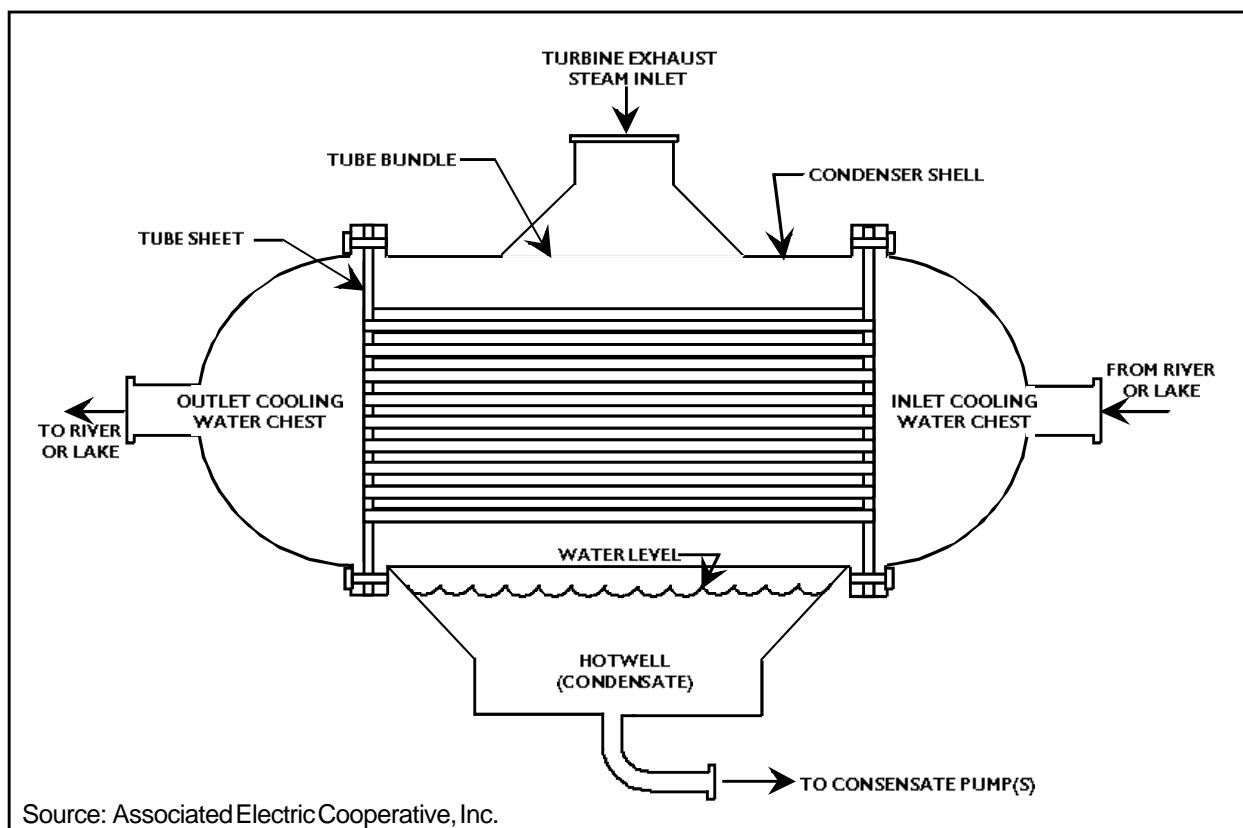 TURBINE EXHAUST
STEAM INLET
TUBE BUNDLE
CONDENSER SHELL
TUBE SHEET
FROM RIVER
OR LAKE
OUTLET COOLING
WATER CHEST
INLET COOLING
WATER CHEST
TO RIVER
OR LAKE
WATER LEVEL
HOTWELL
(CONDENSATE)
TO CONSENSATE PUMP(S)
Source: Associated Electric Cooperative, Inc.